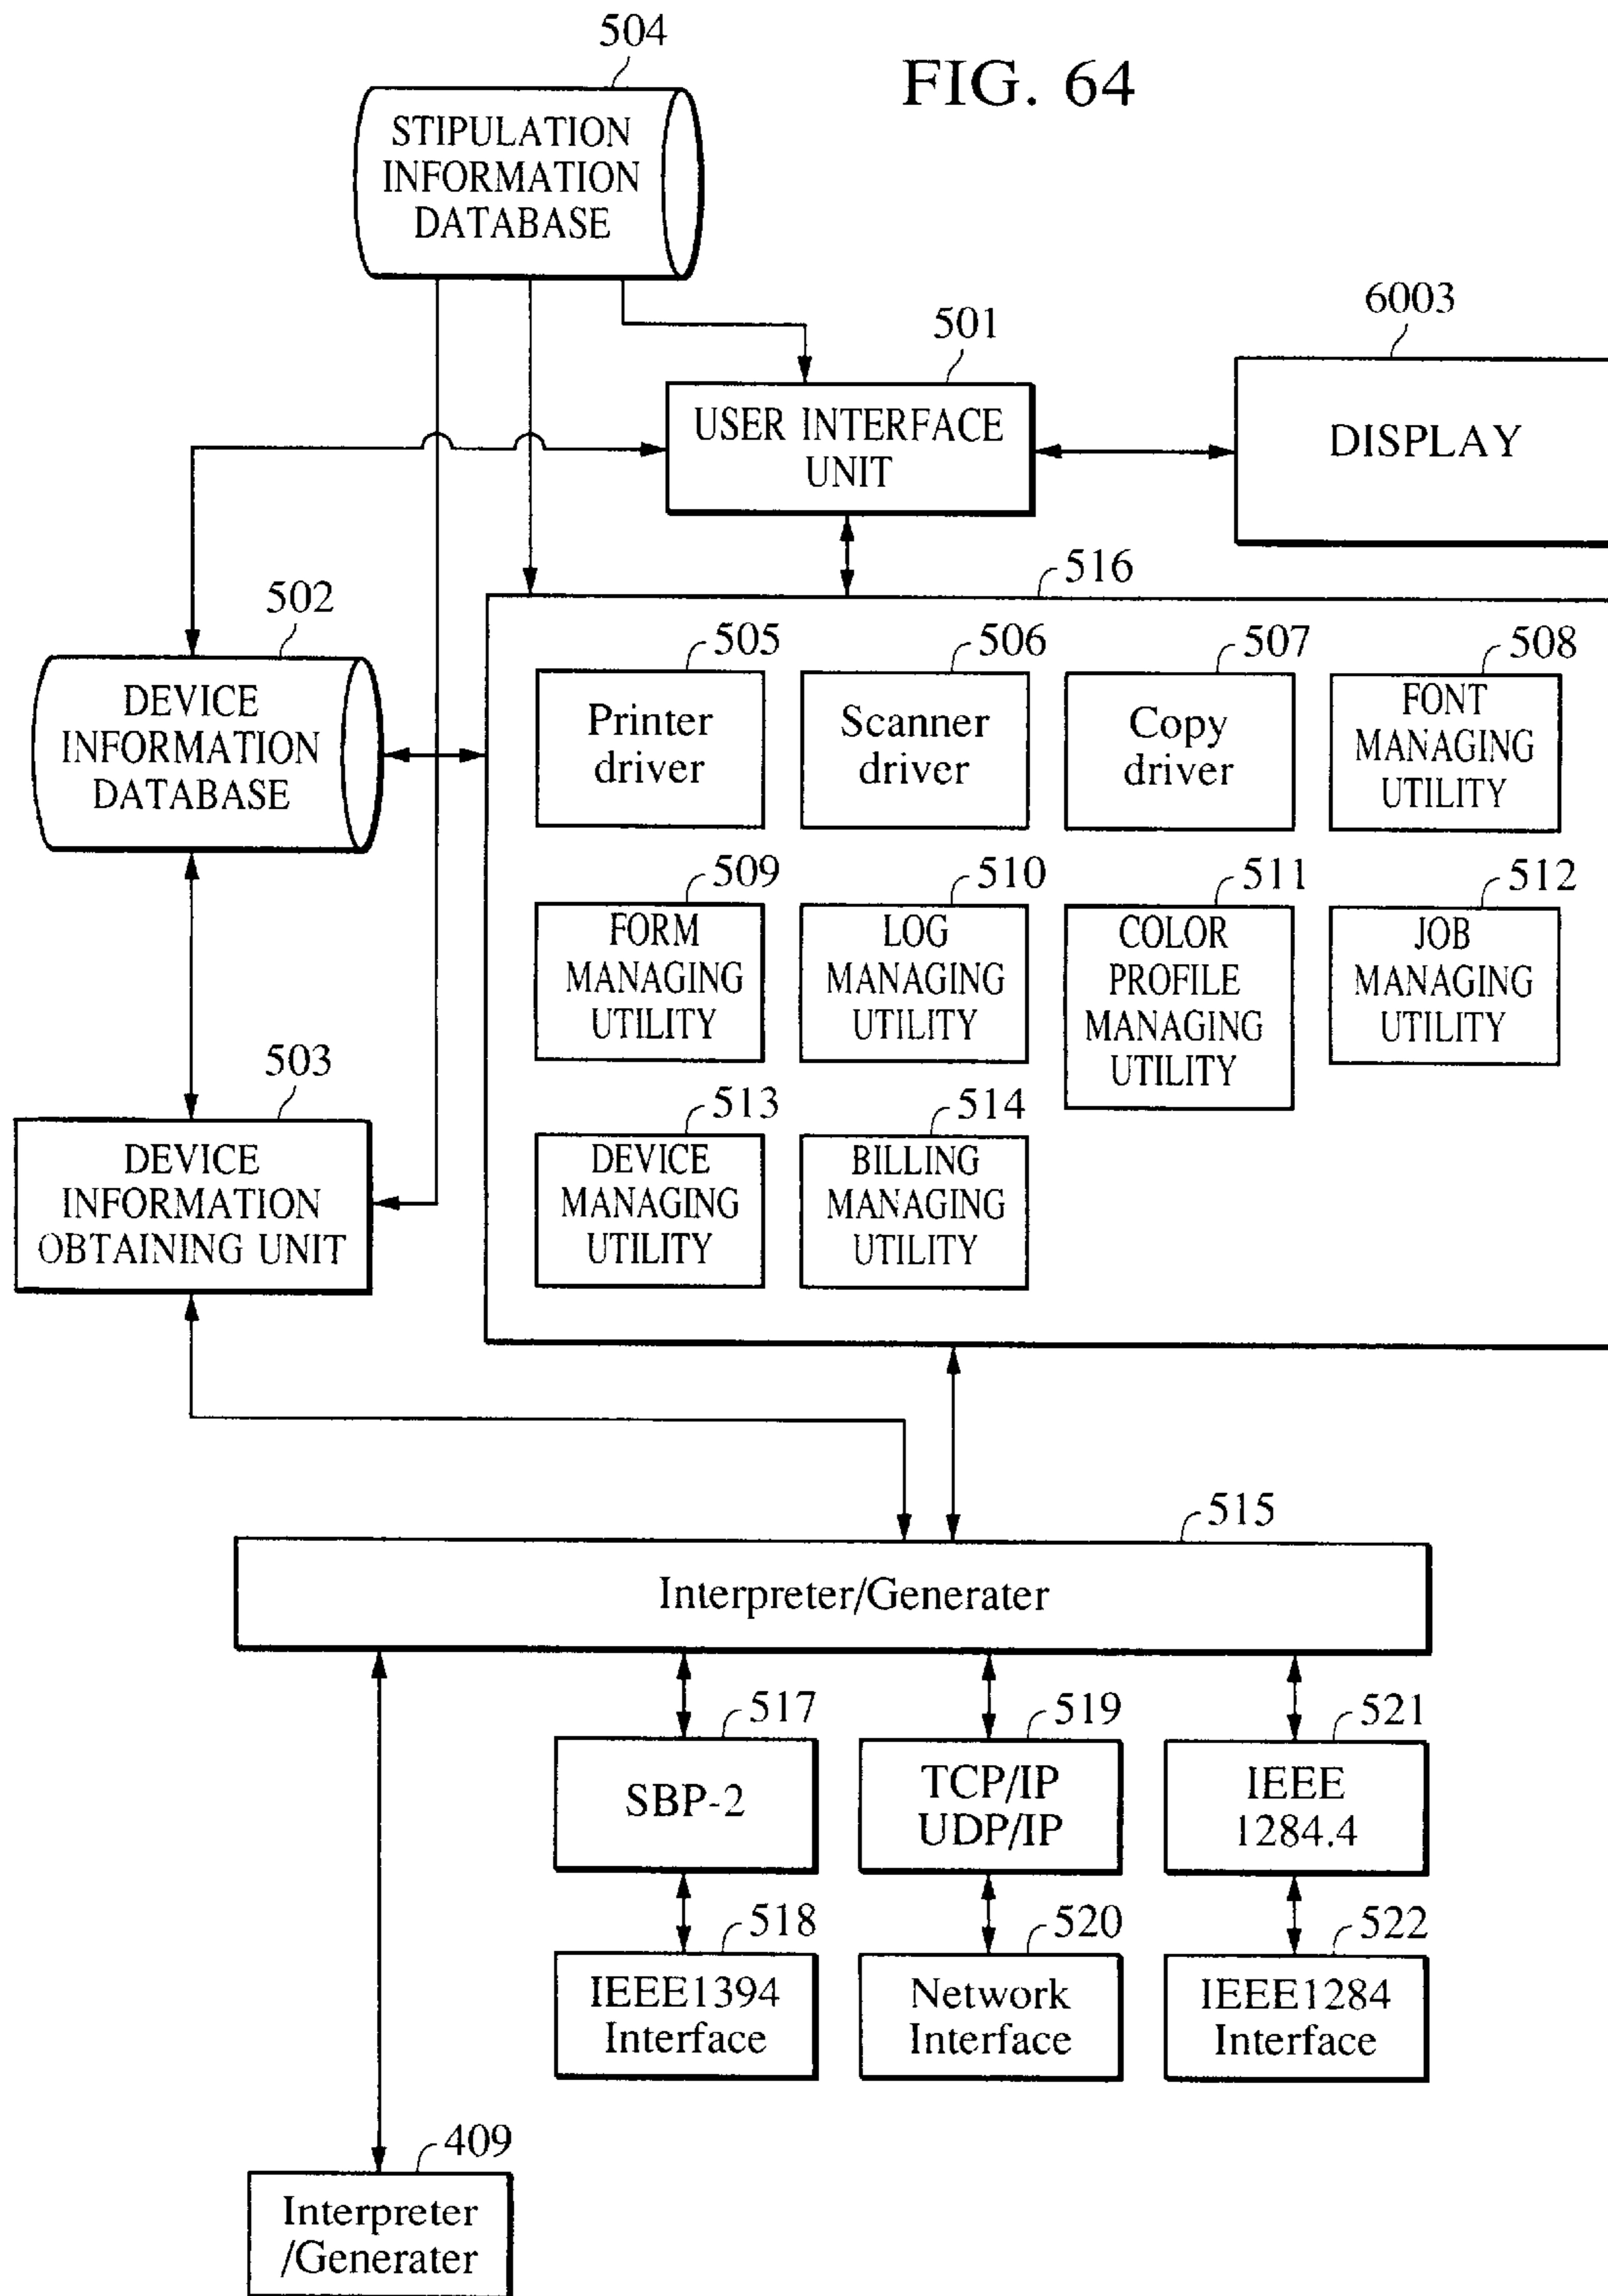 504
FIG. 64
STIPULATION
INFORMATION
DATABASE
6003
501
USER INTERFACE
UNIT
DISPLAY
516
502
DEVICE
INFORMATION
DATABASE
505
Printer
driver
506
Scanner
driver
507
Copy
driver
508
FONT
MANAGING
UTILITY
509
FORM
MANAGING
UTILITY
510
LOG
MANAGING
UTILITY
511
COLOR
PROFILE
MANAGING
UTILITY
512
JOB
MANAGING
UTILITY
503
DEVICE
INFORMATION
OBTAINING UNIT
513
DEVICE
MANAGING
UTILITY
514
BILLING
MANAGING
UTILITY
515
Interpreter/Generater
517
SBP-2
519
TCP/IP
UDP/IP
521
IEEE
1284.4
518
IEEE1394
Interface
520
Network
Interface
522
IEEE1284
Interface
409
Interpreter
/Generater